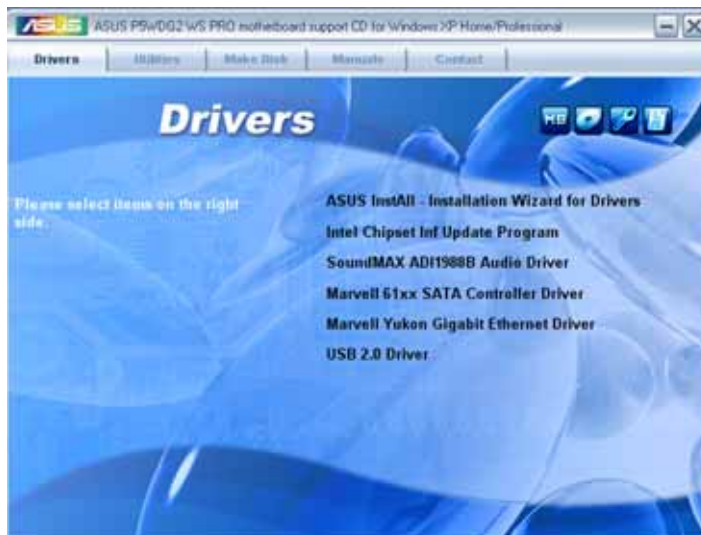 ASUS
ASUS P5WDG2 WS PRO motherboard support CD for Windows XP Home/Professional
Drivers
Utilities
Make Disk
Manuals
Contact
Drivers
MB
Please select items on the right
side.
ASUS InstAll - Installation Wizard for Drivers
Intel Chipset Inf Update Program
SoundMAX ADI1988B Audio Driver
Marvell 61xx SATA Controller Driver
Marvell Yukon Gigabit Ethernet Driver
USB 2.0 Driver